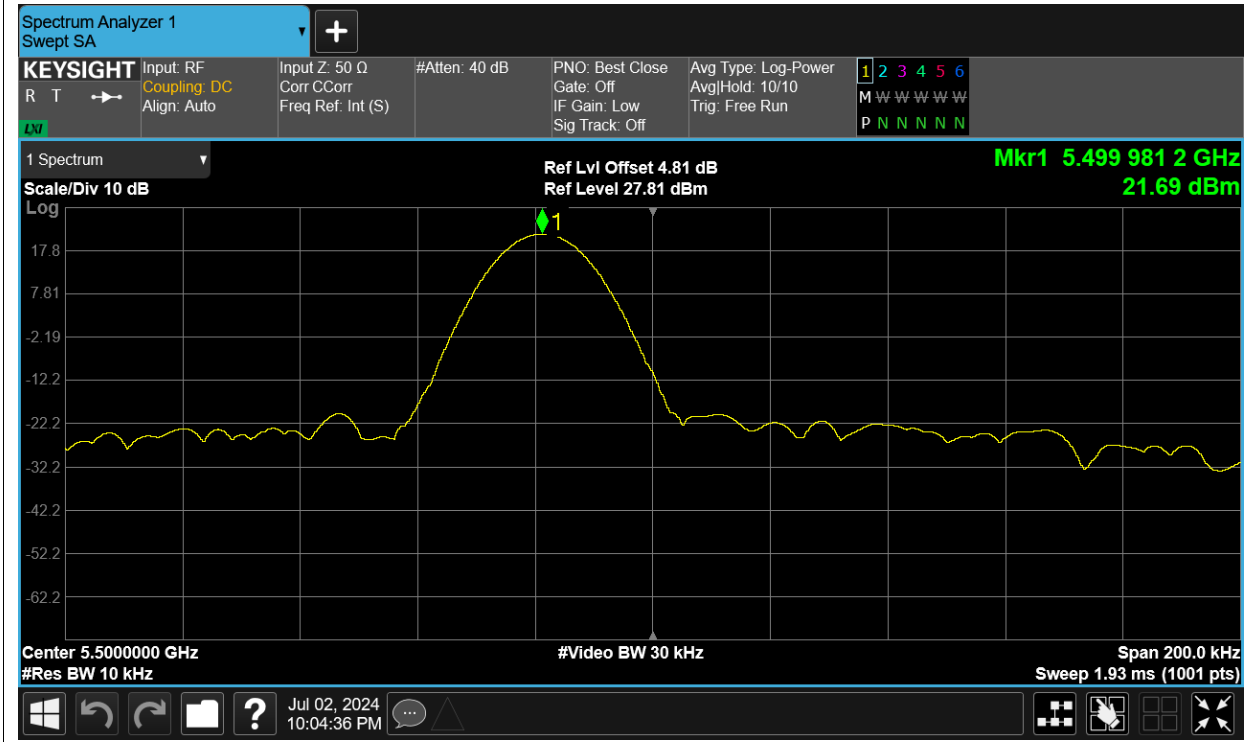 Spectrum Analyzer 1
Swept SA
KEYSIGHT
R T
LXI
Input: RF
Coupling: DC
Align: Auto
Input Z: 50 Ω
Corr CCorr
Freq Ref: Int (S)
#Atten: 40 dB
PNO: Best Close
Gate: Off
IF Gain: Low
Sig Track: Off
Avg Type: Log-Power
Avg|Hold: 10/10
Trig: Free Run
1 2 3 4 5 6
M W W W W W
P N N N N N
1 Spectrum
Scale/Div 10 dB
Log
Ref Lvl Offset 4.81 dB
Ref Level 27.81 dBm
Mkr1 5.499 981 2 GHz
21.69 dBm
1
17.8
7.81
-2.19
-12.2
-22.2
-32.2
-42.2
-52.2
-62.2
Center 5.5000000 GHz
#Res BW 10 kHz
#Video BW 30 kHz
Span 200.0 kHz
Sweep 1.93 ms (1001 pts)
?
Jul 02, 2024
10:04:36 PM